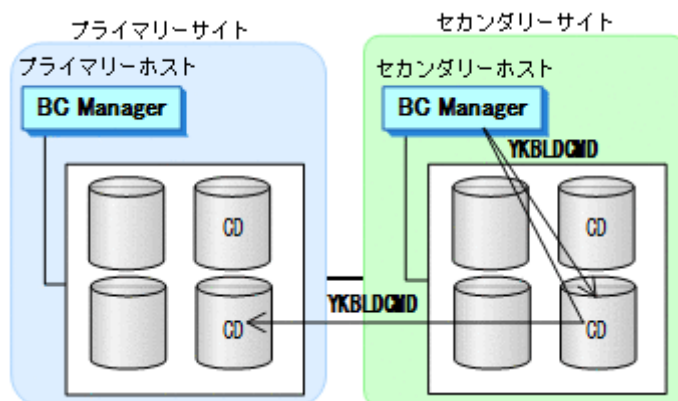 プライマリーサイト
プライマリーホスト
BC Manager
CD
CD
セカンダリーサイト
セカンダリーホスト
BC Manager
YKBLDCMD
CD
CD
YKBLDCMD